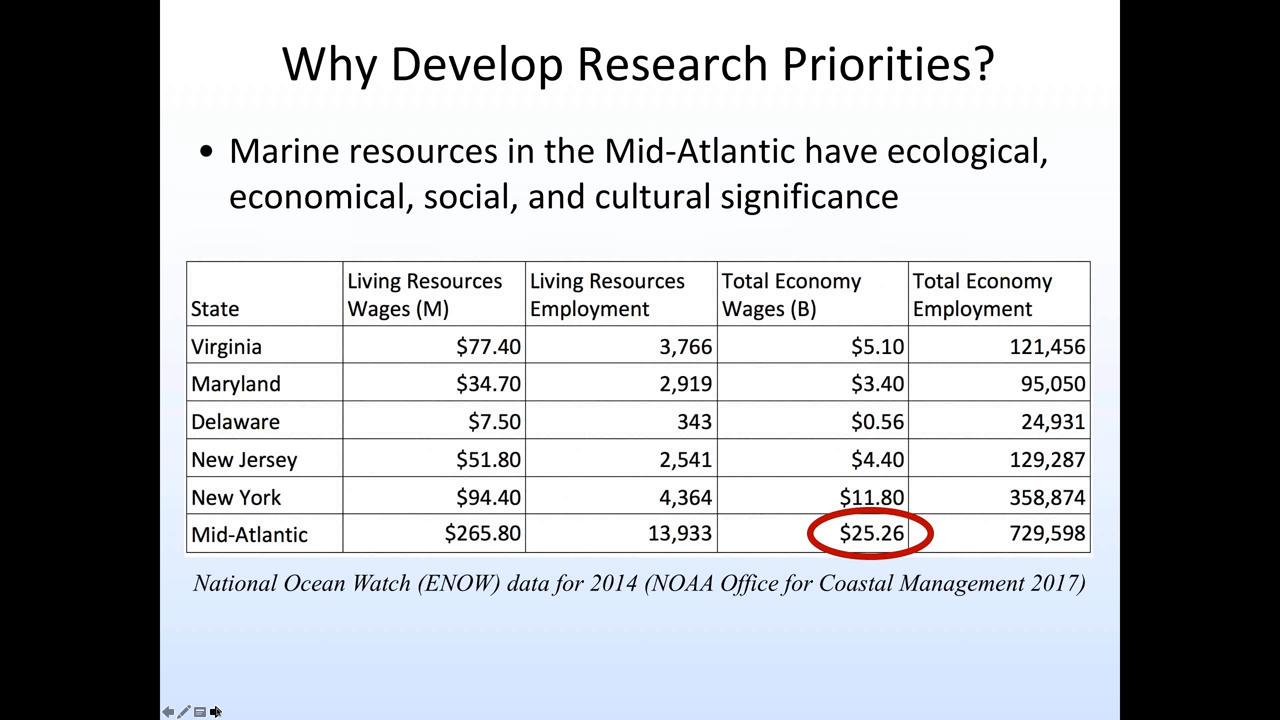 Why Develop Research Priorities?
• Marine resources in the Mid-Atlantic have ecological,
economical, social, and cultural significance
State Living Resources Wages (M) Living Resources Employment Total Economy Wages (B) Total Economy Employment
Virginia $77.40 3,766 $5.10 121,456
Maryland $34.70 2,919 $3.40 95,050
Delaware $7.50 343 $0.56 24,931
New Jersey $51.80 2,541 $4.40 129,287
New York $94.40 4,364 $11.80 358,874
Mid-Atlantic $265.80 13,933 $25.26 729,598
National Ocean Watch (ENOW) data for 2014 (NOAA Office for Coastal Management 2017)